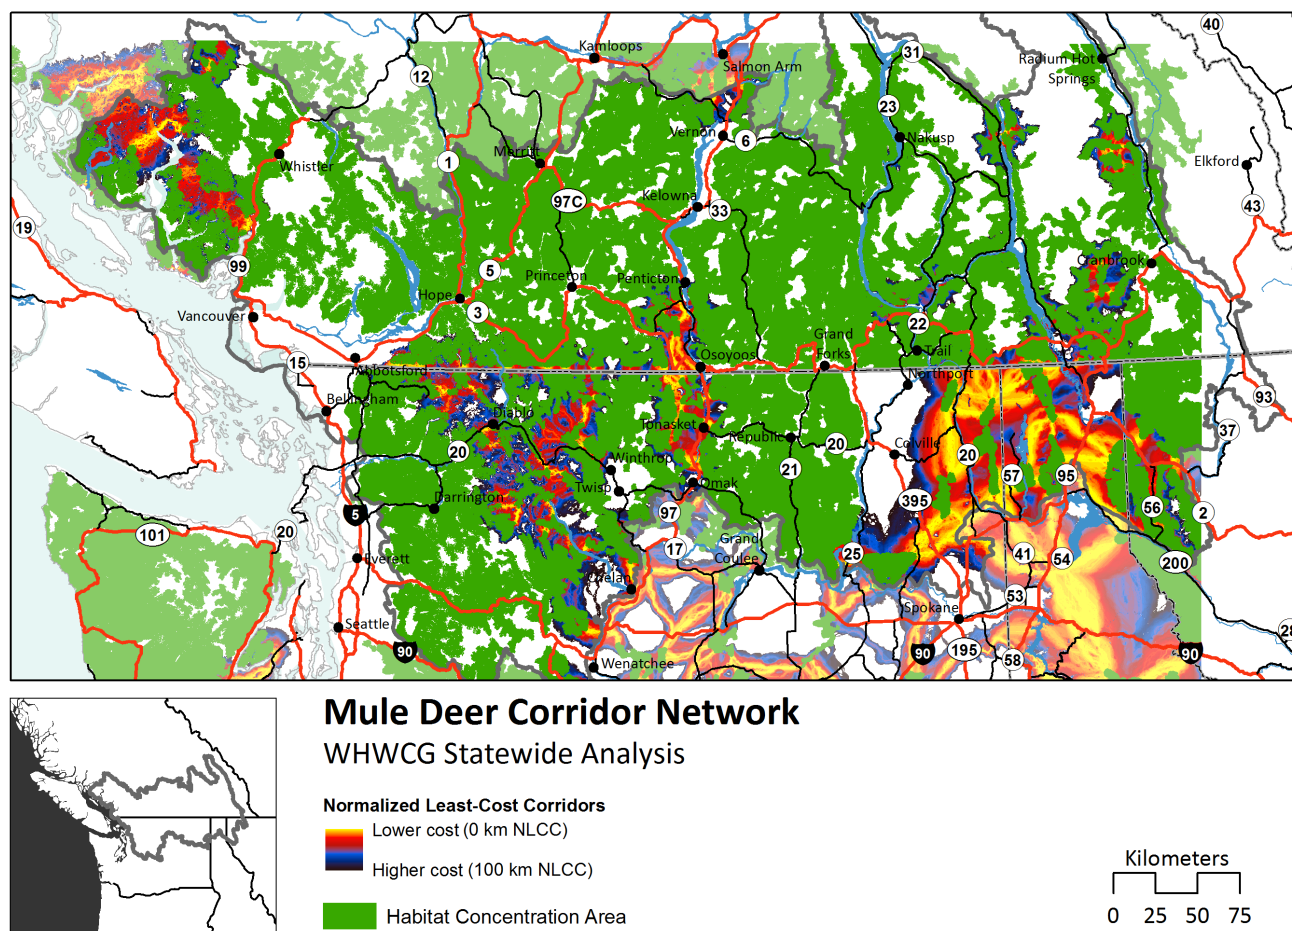 40
Kamloops
31
12
Salmon Arm
Radium Hot
Springs
23
Vernon
6
Nakusp
1
Merritt
Whistler
Elkford
97C
Kelowna
33
43
19
99
5
Princeton
Penticton
Cranbrook
Hope
3
Vancouver
22
Grand
Forks
15
Osoyoos
Trail
Abbotsford
Northport
Bellingham
93
Diablo
Tonasket
Republic
20
37
20
Colville
20
Winthrop
21
57
95
Twisp
Omak
Darrington
395
56
2
5
97
101
20
Grand
Coulee
17
25
41
54
200
Everett
Chelan
53
Spokane
Seattle
28
90
90
195
58
90
Wenatchee
Mule Deer Corridor Network
WHWCG Statewide Analysis
Normalized Least-Cost Corridors
Lower cost (0 km NLCC)
Higher cost (100 km NLCC)
Habitat Concentration Area
Kilometers
0 25 50 75